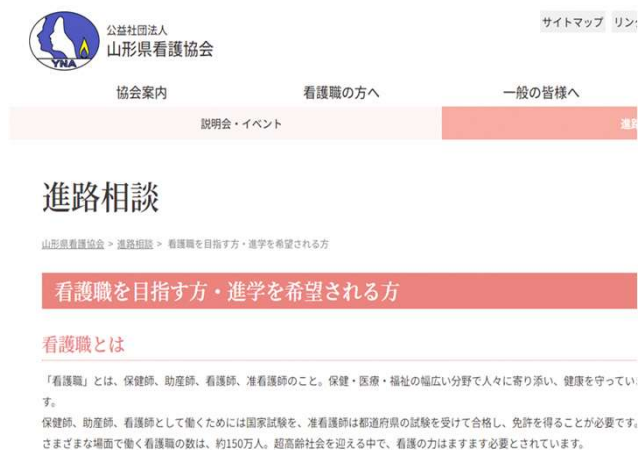 公益社団法人
山形県看護協会
YNA
サイトマップ リン
協会案内 看護職の方へ 一般の皆様へ
説明会・イベント 進路
進路相談
山形県看護協会 > 進路相談 > 看護職を目指す方・進学を希望される方
看護職を目指す方・進学を希望される方
看護職とは
「看護職」とは、保健師、助産師、看護師、准看護師のこと。保健・医療・福祉の幅広い分野で人々に寄り添い、健康を守ってい
す。
保健師、助産師、看護師として働くためには国家試験を、准看護師は都道府県の試験を受けて合格し、免許を得ることが必要です。
さまざまな場面で働く看護職の数は、約150万人。超高齢社会を迎える中で、看護の力はますます必要とされています。